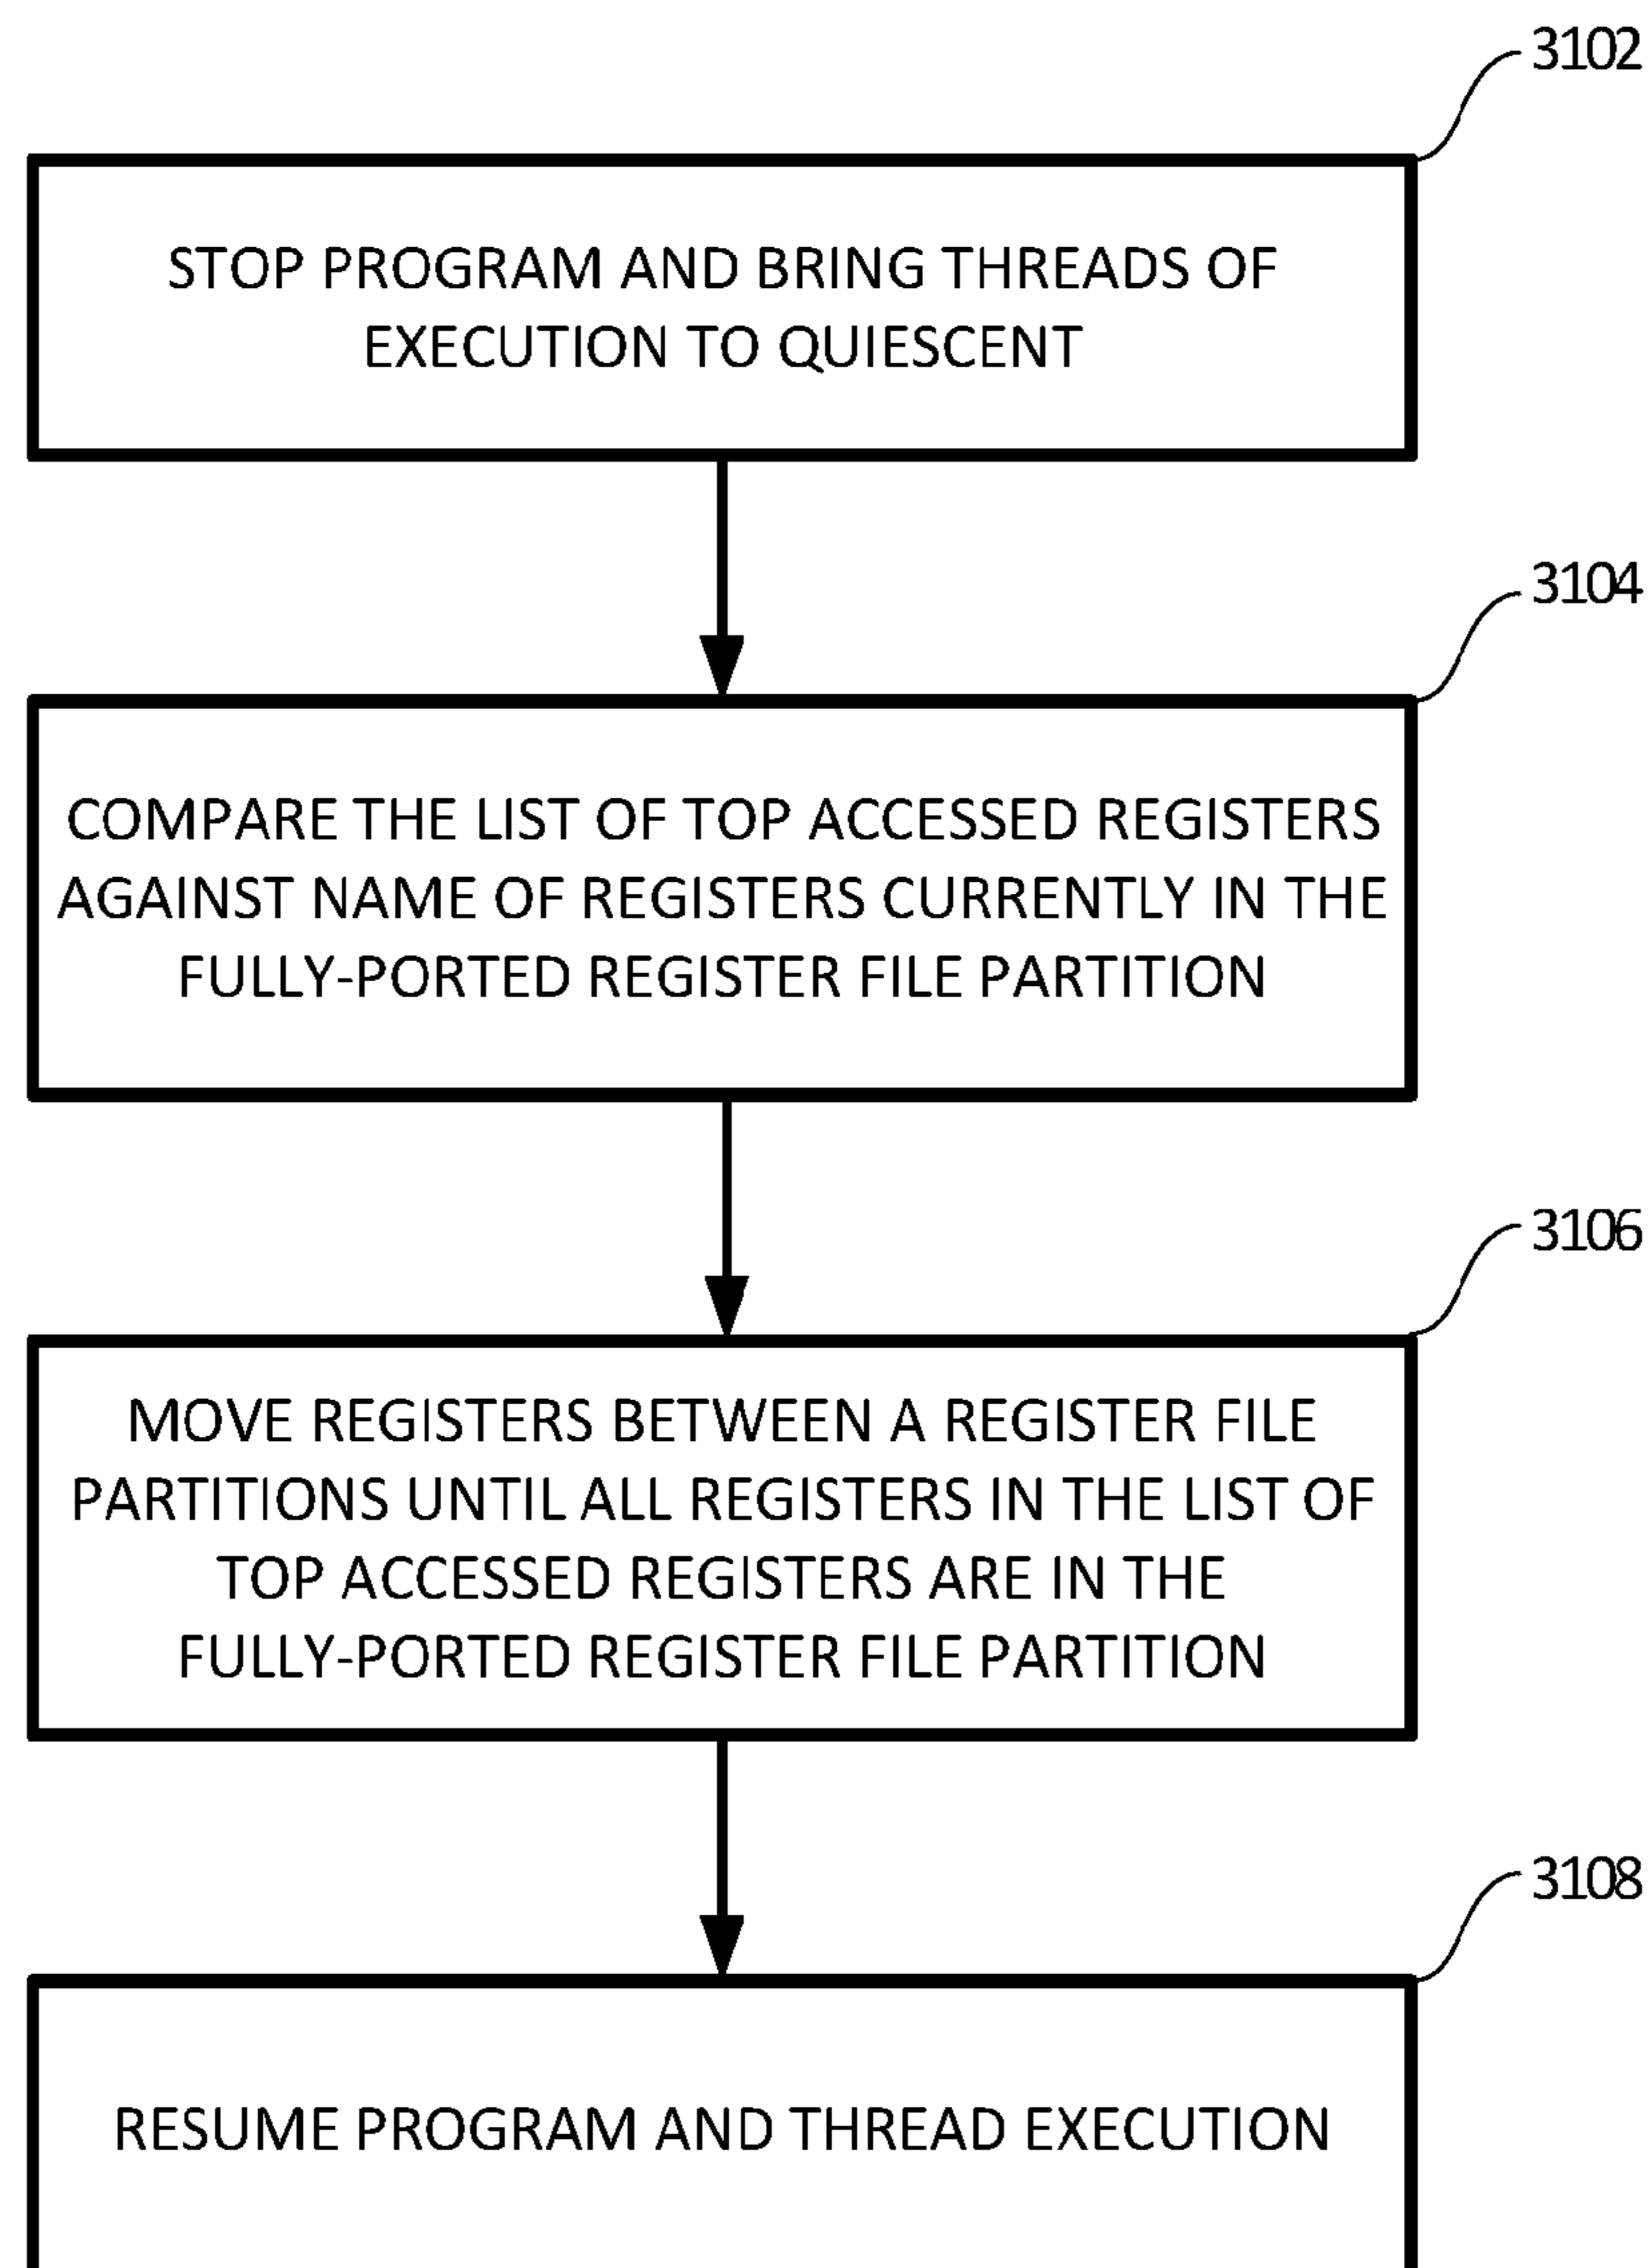 3102
STOP PROGRAM AND BRING THREADS OF
EXECUTION TO QUIESCENT
3104
COMPARE THE LIST OF TOP ACCESSED REGISTERS
AGAINST NAME OF REGISTERS CURRENTLY IN THE
FULLY-PORTED REGISTER FILE PARTITION
3106
MOVE REGISTERS BETWEEN A REGISTER FILE
PARTITIONS UNTIL ALL REGISTERS IN THE LIST OF
TOP ACCESSED REGISTERS ARE IN THE
FULLY-PORTED REGISTER FILE PARTITION
3108
RESUME PROGRAM AND THREAD EXECUTION